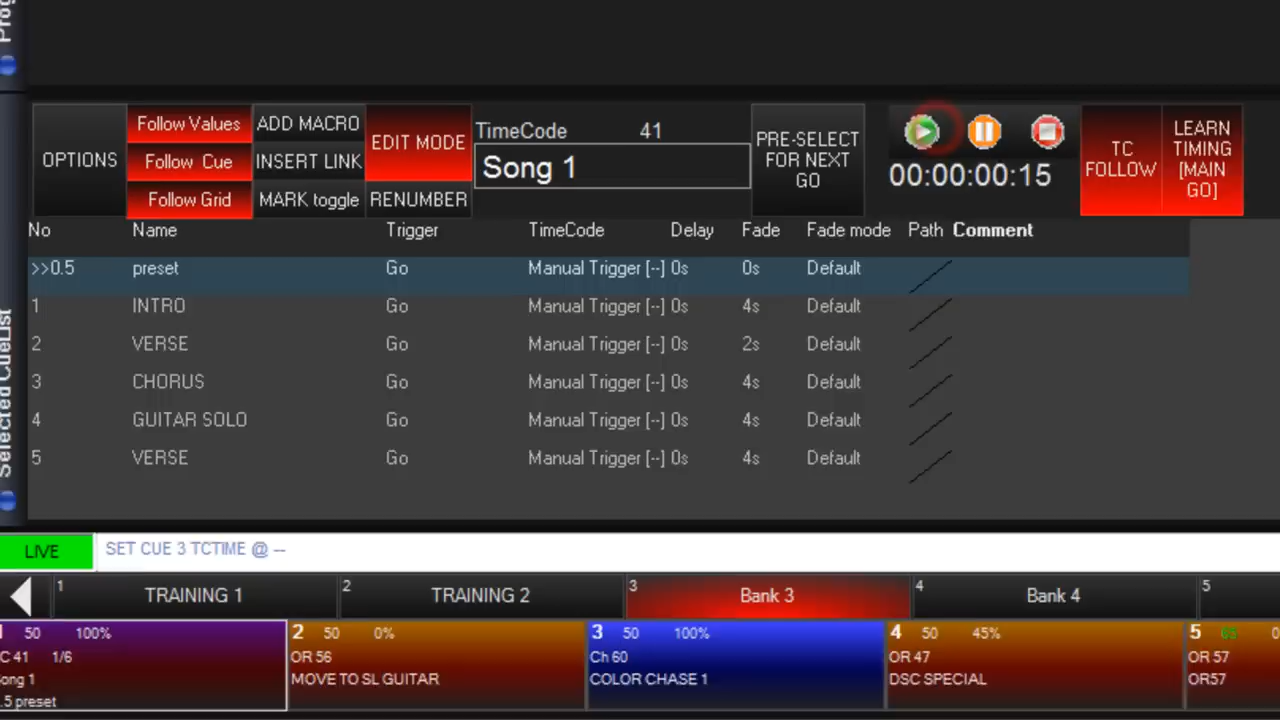 Prog
OPTIONS
Follow Values
Follow Cue
Follow Grid
ADD MACRO
INSERT LINK
MARK toggle
EDIT MODE
RENUMBER
TimeCode 41
Song 1
PRE-SELECT
FOR NEXT
GO
00:00:00:15
TC
FOLLOW
LEARN
TIMING
[MAIN
GO]
Selected CueList
No Name Trigger TimeCode Delay Fade Fade mode Path Comment
>>0.5 preset Go Manual Trigger [--] 0s 0s Default
1 INTRO Go Manual Trigger [--] 0s 4s Default
2 VERSE Go Manual Trigger [--] 0s 2s Default
3 CHORUS Go Manual Trigger [--] 0s 4s Default
4 GUITAR SOLO Go Manual Trigger [--] 0s 4s Default
5 VERSE Go Manual Trigger [--] 0s 4s Default
LIVE SET CUE 3 TCTIME @ --
1 TRAINING 1 2 TRAINING 2 3 Bank 3 4 Bank 4 5
1 50 100%
C 41 1/6
ong 1
.5 preset
2 50 0%
OR 56
MOVE TO SL GUITAR
3 50 100%
Ch 60
COLOR CHASE 1
4 50 45%
OR 47
DSC SPECIAL
5 0
OR 57
OR57